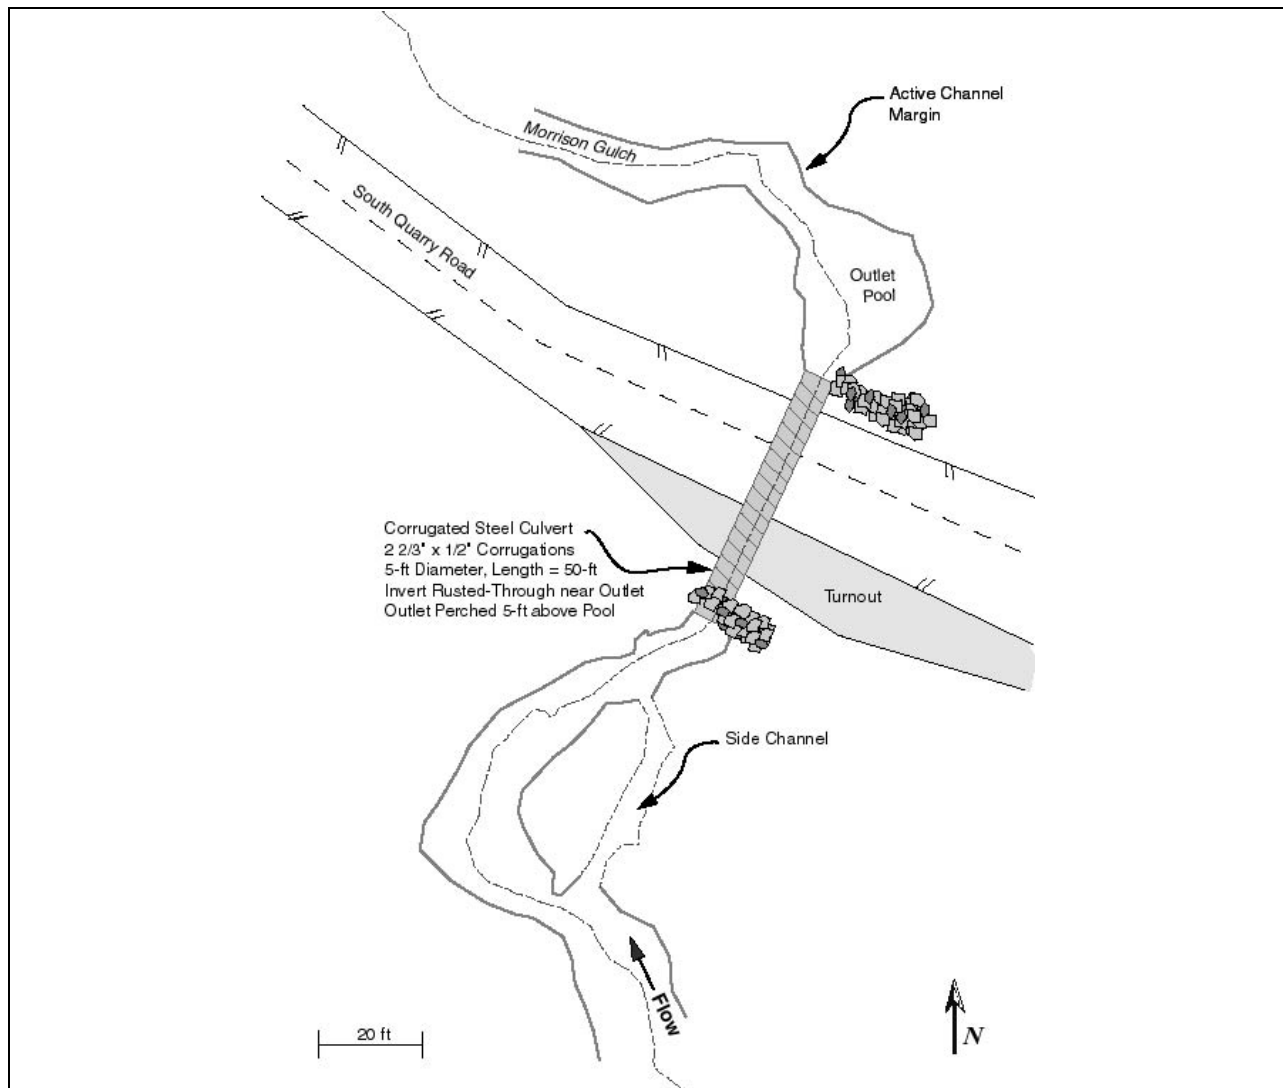 Active Channel
Margin
Morrison Gulch
South Quarry Road
Outlet
Pool
Corrugated Steel Culvert
2 2/3" x 1/2" Corrugations
5-ft Diameter, Length = 50-ft
Invert Rusted-Through near Outlet
Outlet Perched 5-ft above Pool
Turnout
Side Channel
Flow
20 ft
N